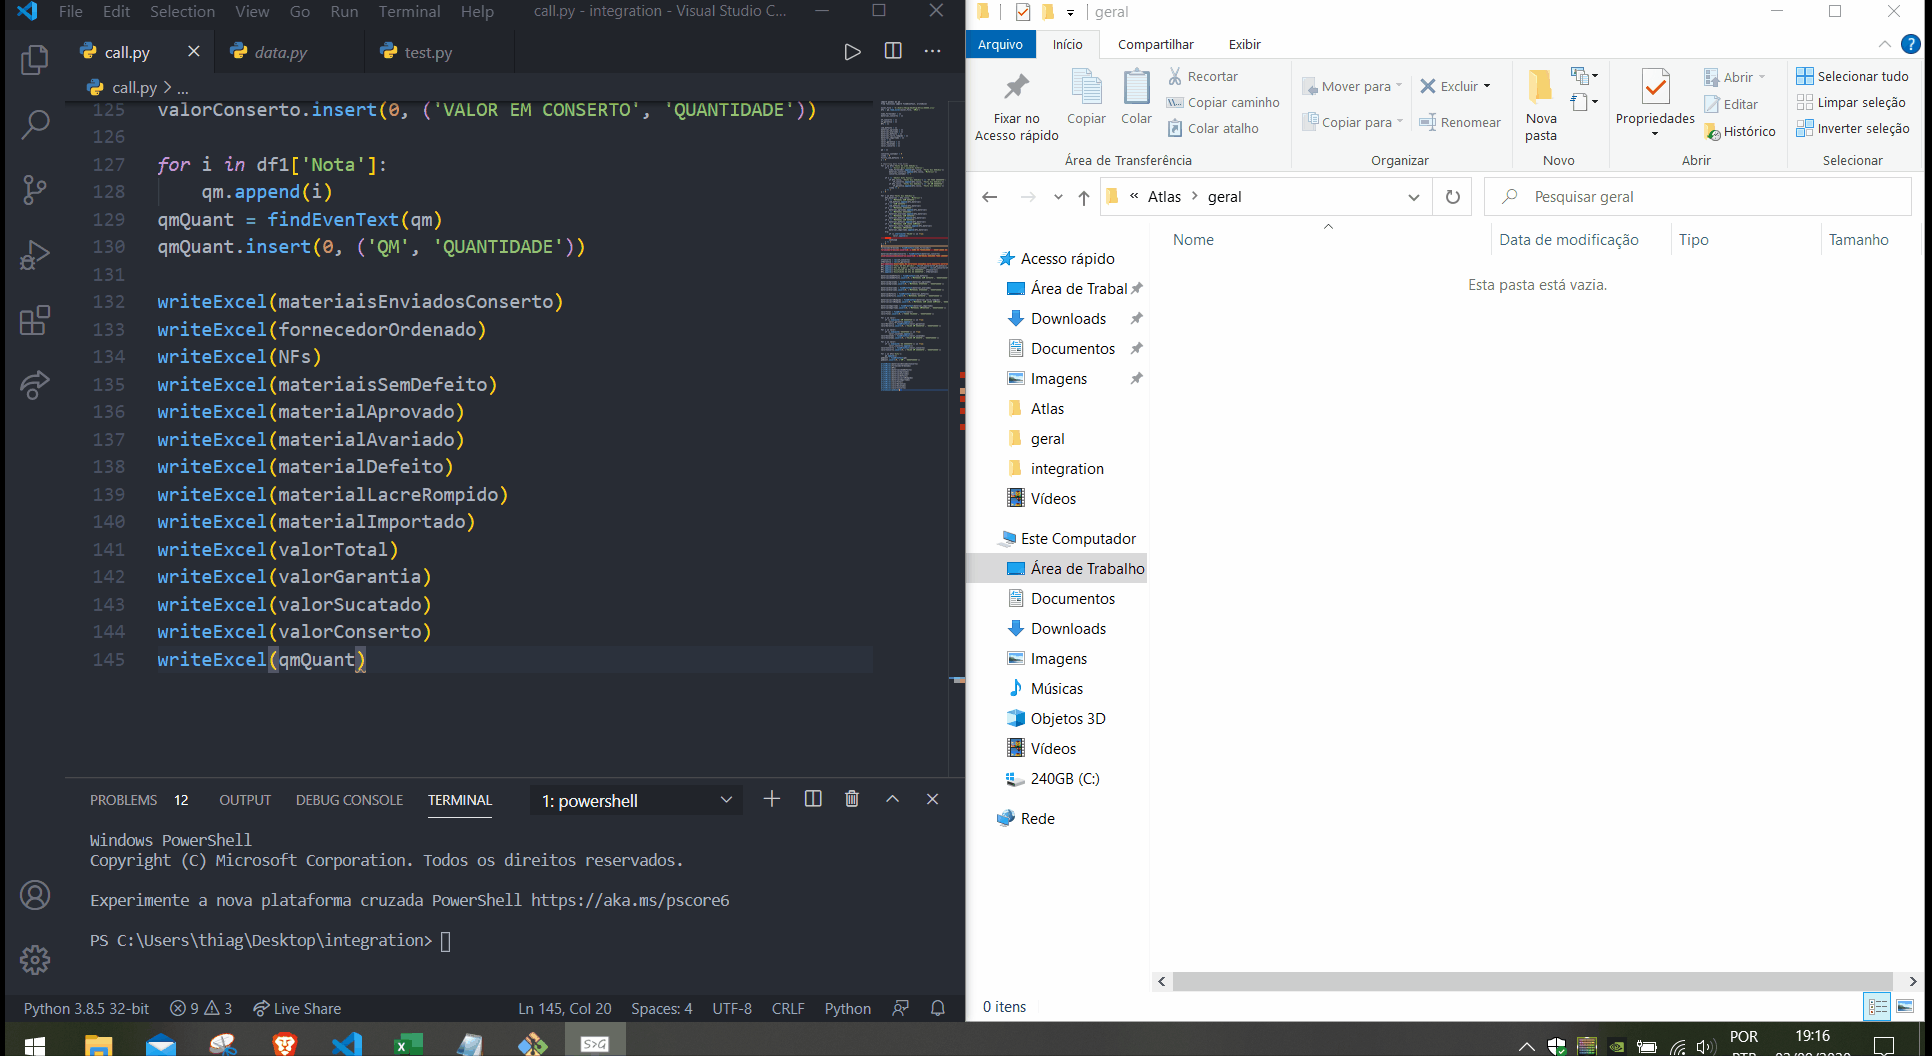 File Edit Selection View Go Run Terminal Help call.py - integration - Visual Studio C...
call.py data.py test.py
call.py > ...
125 valorConserto.insert(0, ('VALOR EM CONSERTO', 'QUANTIDADE'))
126
127 for i in df1['Nota']:
128 qm.append(i)
129 qmQuant = findEvenText(qm)
130 qmQuant.insert(0, ('QM', 'QUANTIDADE'))
131
132 writeExcel(materiaisEnviadosConserto)
133 writeExcel(fornecedorOrdenado)
134 writeExcel(NFs)
135 writeExcel(materiaisSemDefeito)
136 writeExcel(materialAprovado)
137 writeExcel(materialAvariado)
138 writeExcel(materialDefeito)
139 writeExcel(materialLacreRompido)
140 writeExcel(materialImportado)
141 writeExcel(valorTotal)
142 writeExcel(valorGarantia)
143 writeExcel(valorSucatado)
144 writeExcel(valorConserto)
145 writeExcel(qmQuant)
PROBLEMS 12 OUTPUT DEBUG CONSOLE TERMINAL 1: powershell
Windows PowerShell
Copyright (C) Microsoft Corporation. Todos os direitos reservados.
Experimente a nova plataforma cruzada PowerShell https://aka.ms/pscore6
PS C:\Users\thiag\Desktop\integration>
Python 3.8.5 32-bit 9 3 Live Share Ln 145, Col 20 Spaces: 4 UTF-8 CRLF Python
geral
Arquivo Início Compartilhar Exibir
Fixar no
Acesso rápido
Copiar
Colar
Recortar
Copiar caminho
Colar atalho
Área de Transferência
Mover para
Copiar para
Excluir
Renomear
Organizar
Nova
pasta
Novo
Propriedades
Abrir
Editar
Histórico
Abrir
Selecionar tudo
Limpar seleção
Inverter seleção
Selecionar
« Atlas > geral
Pesquisar geral
Nome Data de modificação Tipo Tamanho
Esta pasta está vazia.
Acesso rápido
Área de Trabal
Downloads
Documentos
Imagens
Atlas
geral
integration
Vídeos
Este Computador
Área de Trabalho
Documentos
Downloads
Imagens
Músicas
Objetos 3D
Vídeos
240GB (C:)
Rede
0 itens
S>G
POR
19:16